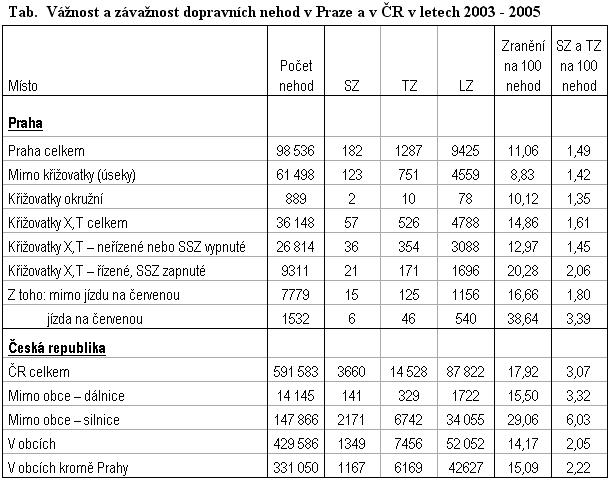 Tab. Vážnost a závažnost dopravních nehod v Praze a v ČR v letech 2003 - 2005
Místo Počet nehod SZ TZ LZ Zranění na 100 nehod SZ a TZ na 100 nehod
Praha
Praha celkem 98 536 182 1287 9425 11,06 1,49
Mimo křižovatky (úseky) 61 498 123 751 4559 8,83 1,42
Křižovatky okružní 889 2 10 78 10,12 1,35
Křižovatky X,T celkem 36 148 57 526 4788 14,86 1,61
Křižovatky X,T – neřízené nebo SSZ vypnuté 26 814 36 354 3088 12,97 1,45
Křižovatky X,T – řízené, SSZ zapnuté 9311 21 171 1696 20,28 2,06
Z toho: mimo jízdu na červenou 7779 15 125 1156 16,66 1,80
jízda na červenou 1532 6 46 540 38,64 3,39
Česká republika
ČR celkem 591 583 3660 14 528 87 822 17,92 3,07
Mimo obce – dálnice 14 145 141 329 1722 15,50 3,32
Mimo obce – silnice 147 866 2171 6742 34 055 29,06 6,03
V obcích 429 586 1349 7456 52 052 14,17 2,05
V obcích kromě Prahy 331 050 1167 6169 42627 15,09 2,22